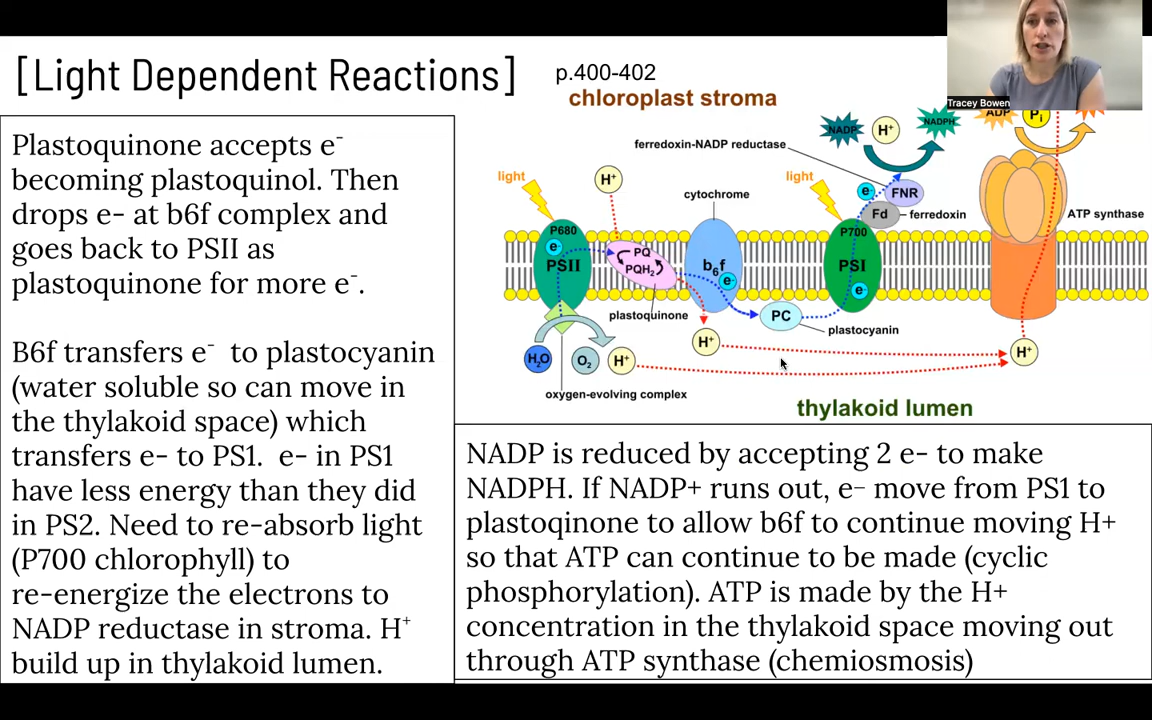 [Light Dependent Reactions]
p.400-402
Tracey Bowen
Plastoquinone accepts e⁻
becoming plastoquinol. Then
drops e- at b6f complex and
goes back to PSII as
plastoquinone for more e⁻.
B6f transfers e⁻ to plastocyanin
(water soluble so can move in
the thylakoid space) which
transfers e- to PS1. e- in PS1
have less energy than they did
in PS2. Need to re-absorb light
(P700 chlorophyll) to
re-energize the electrons to
NADP reductase in stroma. H⁺
build up in thylakoid lumen.
chloroplast stroma
NADP
H⁺
NADPH
ADP
Pi
ferredoxin-NADP reductase
light
H⁺
cytochrome
light
e-
FNR
Fd
ferredoxin
ATP synthase
P680
e-
PSII
PQ
PQH₂
b₆f
e-
P700
PSI
e-
plastoquinone
PC
plastocyanin
H₂O
O₂
H⁺
H⁺
H⁺
oxygen-evolving complex
thylakoid lumen
NADP is reduced by accepting 2 e- to make
NADPH. If NADP+ runs out, e− move from PS1 to
plastoqinone to allow b6f to continue moving H+
so that ATP can continue to be made (cyclic
phosphorylation). ATP is made by the H+
concentration in the thylakoid space moving out
through ATP synthase (chemiosmosis)